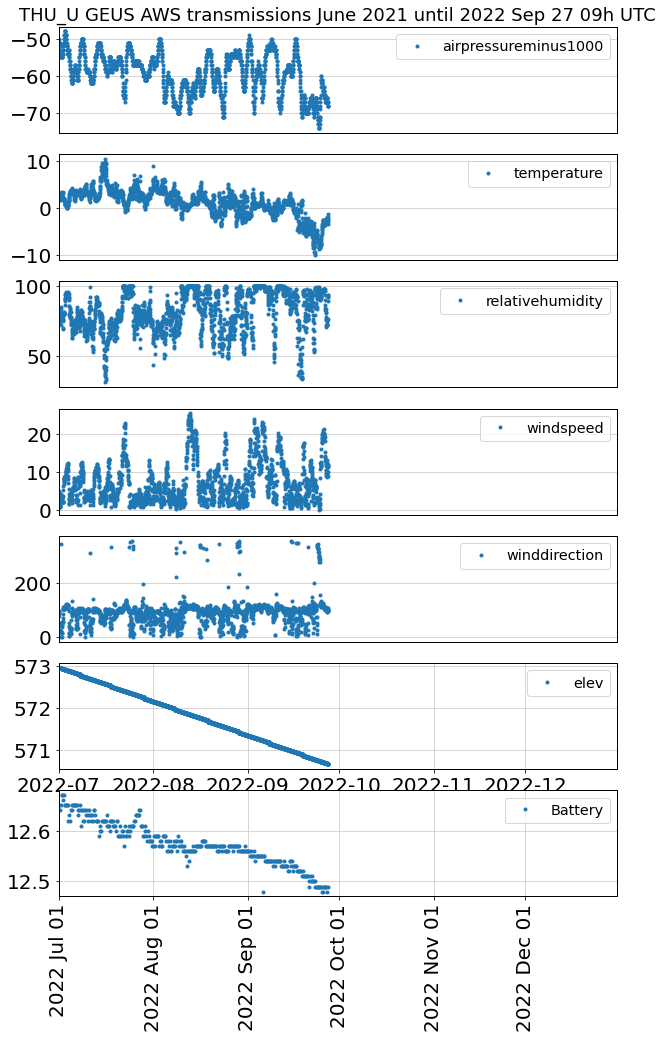 THU_U GEUS AWS transmissions June 2021 until 2022 Sep 27 09h UTC
−50
−60
−70
airpressureminus1000
10
0
−10
temperature
100
50
relativehumidity
20
10
0
windspeed
200
0
winddirection
573
572
571
elev
2022-07 2022-08 2022-09 2022-10 2022-11 2022-12
12.6
12.5
Battery
2022 Jul 01
2022 Aug 01
2022 Sep 01
2022 Oct 01
2022 Nov 01
2022 Dec 01